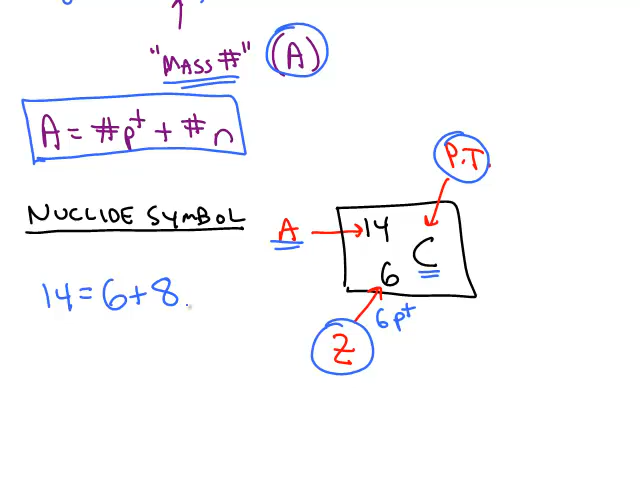 "MASS #" (A)
A = #p⁺ + #n
P.T
NUCLIDE SYMBOL
A 14 C
6
14 = 6 + 8
6p⁺
Z